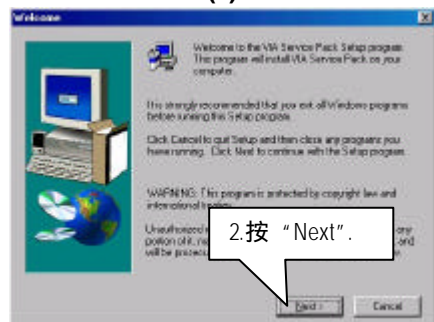 Welcome
Welcome to the VIA Service Pack Setup program.
This program will install VIA Service Pack on your
computer.
It is strongly recommended that you exit all Windows programs
before running this Setup program.
Click Cancel to quit Setup and then close any programs you
have running. Click Next to continue with the Setup program.
WARNING: This program is protected by copyright law and
international
Unauthorized any
portion of it, and
will be
2.按 “Next”.
Next >
Cancel